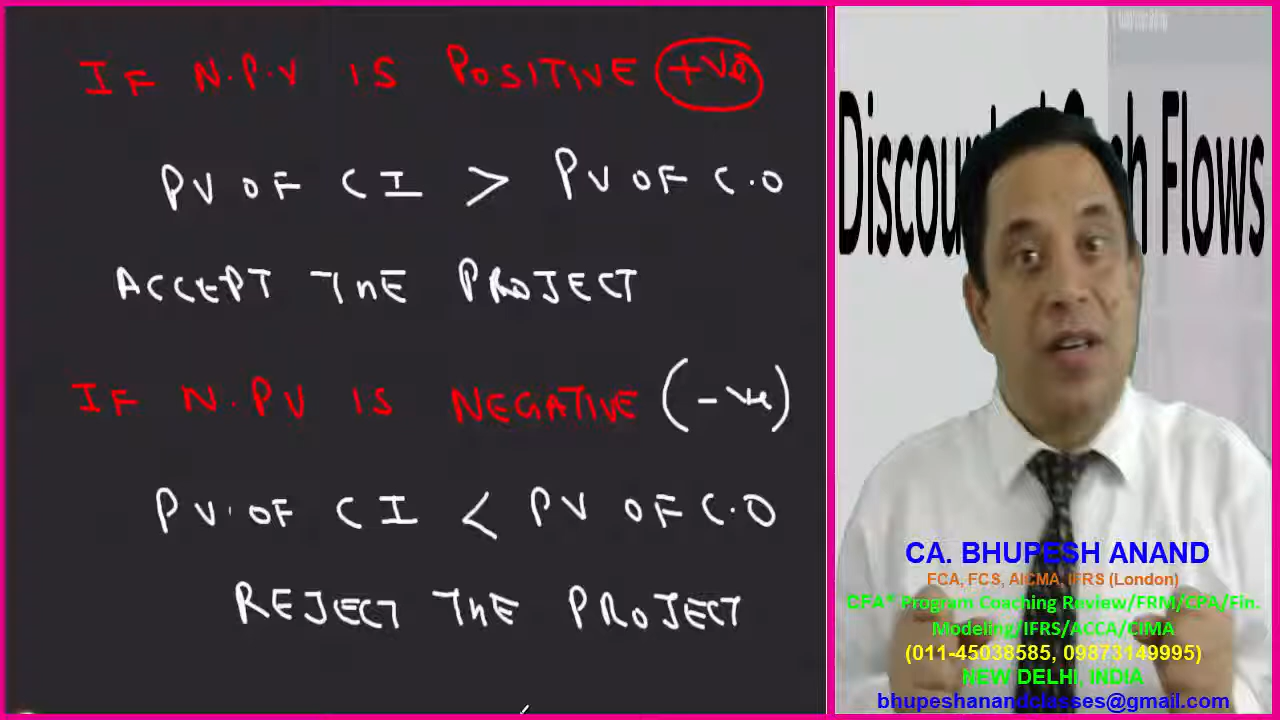 IF N.P.V IS POSITIVE +ve
PV OF CI > PV OF C.O
ACCEPT THE PROJECT
IF N.PV IS NEGATIVE (-ve)
PV. OF CI < PV OF C.O
REJECT THE PROJECT
Flows
CA. BHUPESH ANAND
FCA, FCS, AICMA, IFRS (London)
CFA® Program Coaching Review/FRM/CPA/Fin.
Modeling/IFRS/ACCA/CIMA
(011-45038585, 09873149995)
NEW DELHI, INDIA
bhupeshanandclasses@gmail.com